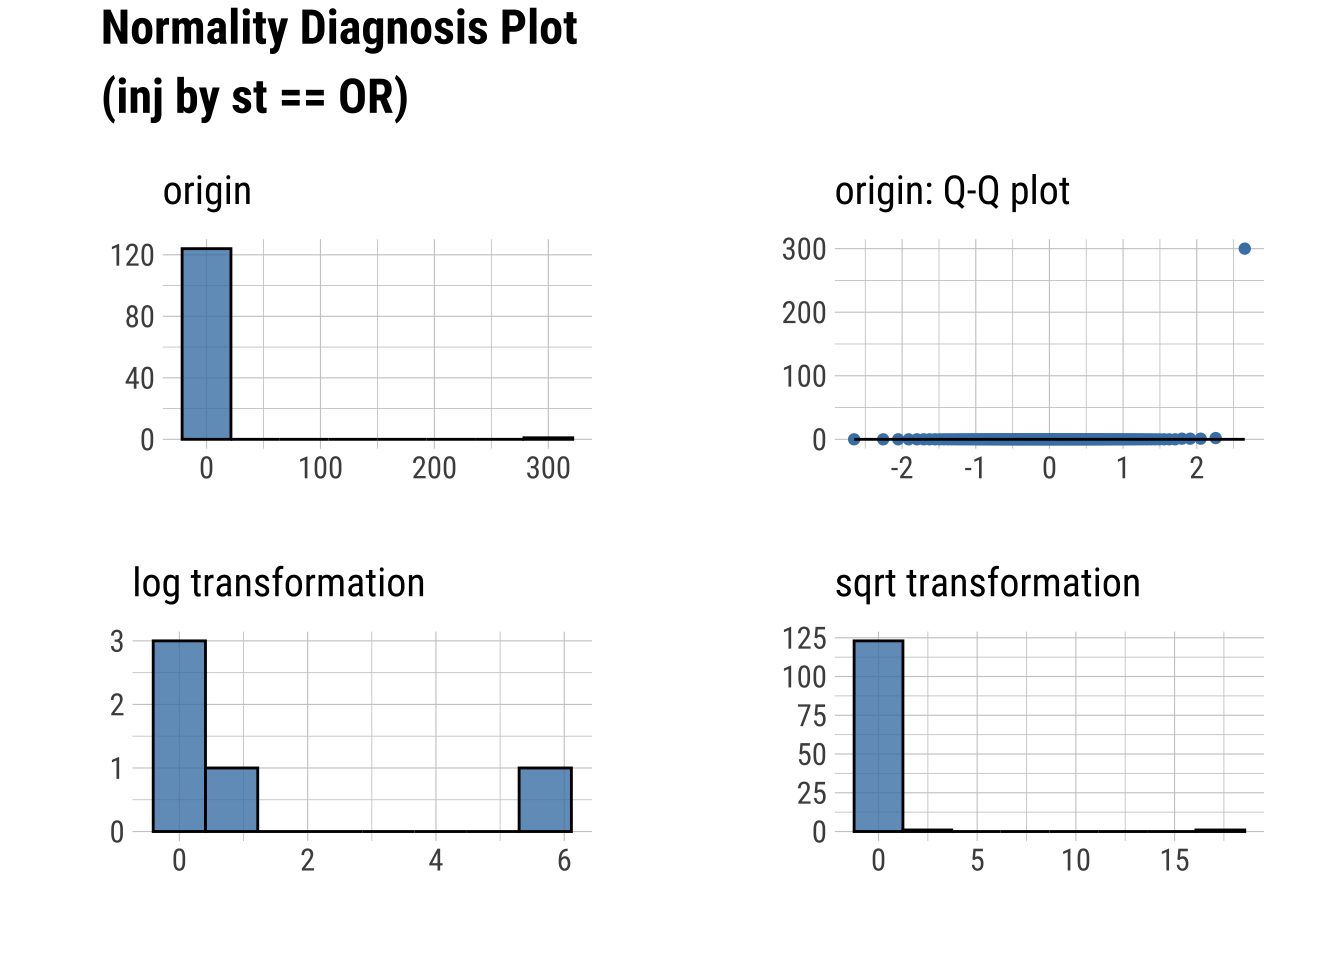 Normality Diagnosis Plot
(inj by st == OR)
origin
120
80
40
0
0 100 200 300
origin: Q-Q plot
300
200
100
0
-2 -1 0 1 2
log transformation
3
2
1
0
0 2 4 6
sqrt transformation
125
100
75
50
25
0
0 5 10 15